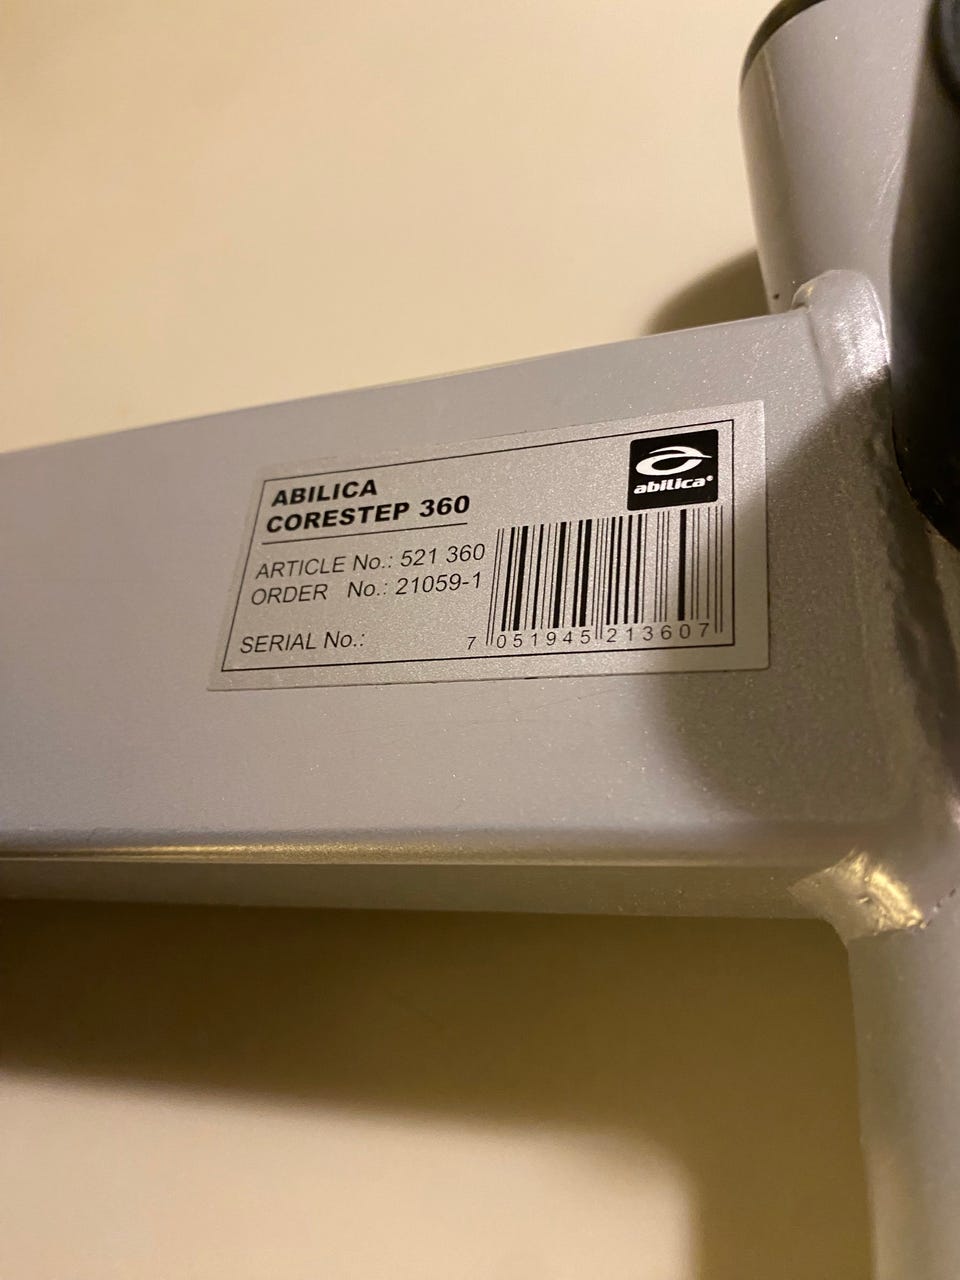 ABILICA
CORESTEP 360
abilica®
ARTICLE No.: 521 360
ORDER No.: 21059-1
SERIAL No.:
7 051945 213607